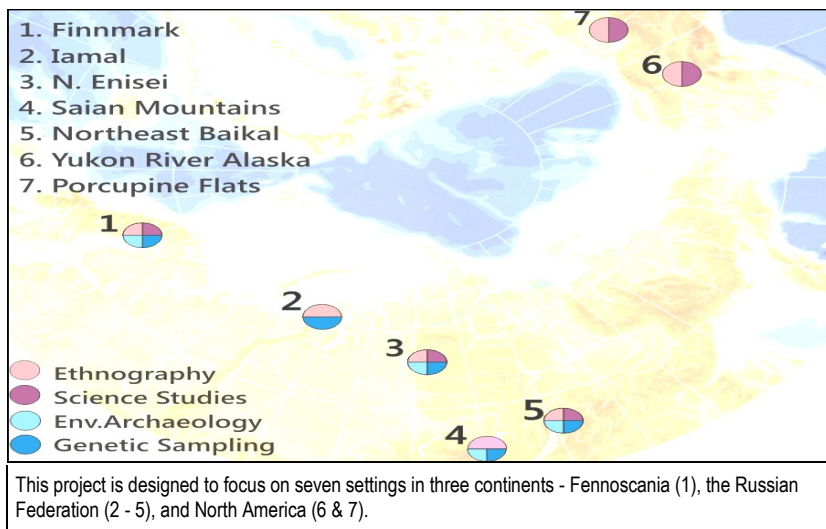 1. Finnmark
2. Iamal
3. N. Enisei
4. Saian Mountains
5. Northeast Baikal
6. Yukon River Alaska
7. Porcupine Flats
7
6
1
2
3
5
4
Ethnography
Science Studies
Env.Archaeology
Genetic Sampling
This project is designed to focus on seven settings in three continents - Fennoscania (1), the Russian
Federation (2 - 5), and North America (6 & 7).